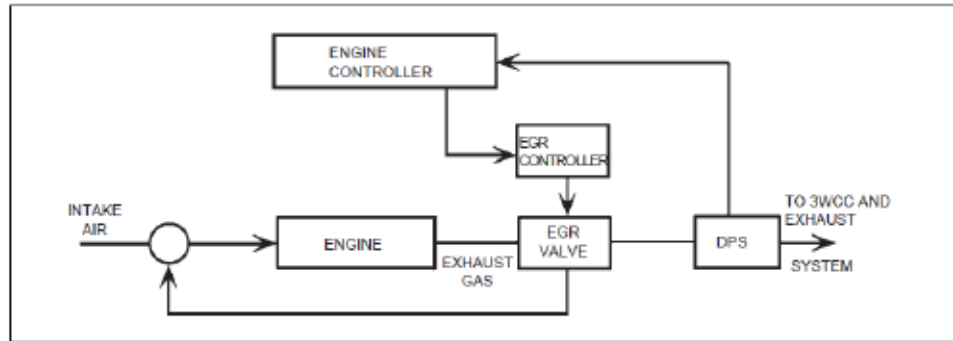 ENGINE
CONTROLLER
EGR
CONTROLLER
INTAKE
AIR
ENGINE
EXHAUST
GAS
EGR
VALVE
DPS
TO 3WCC AND
EXHAUST
SYSTEM